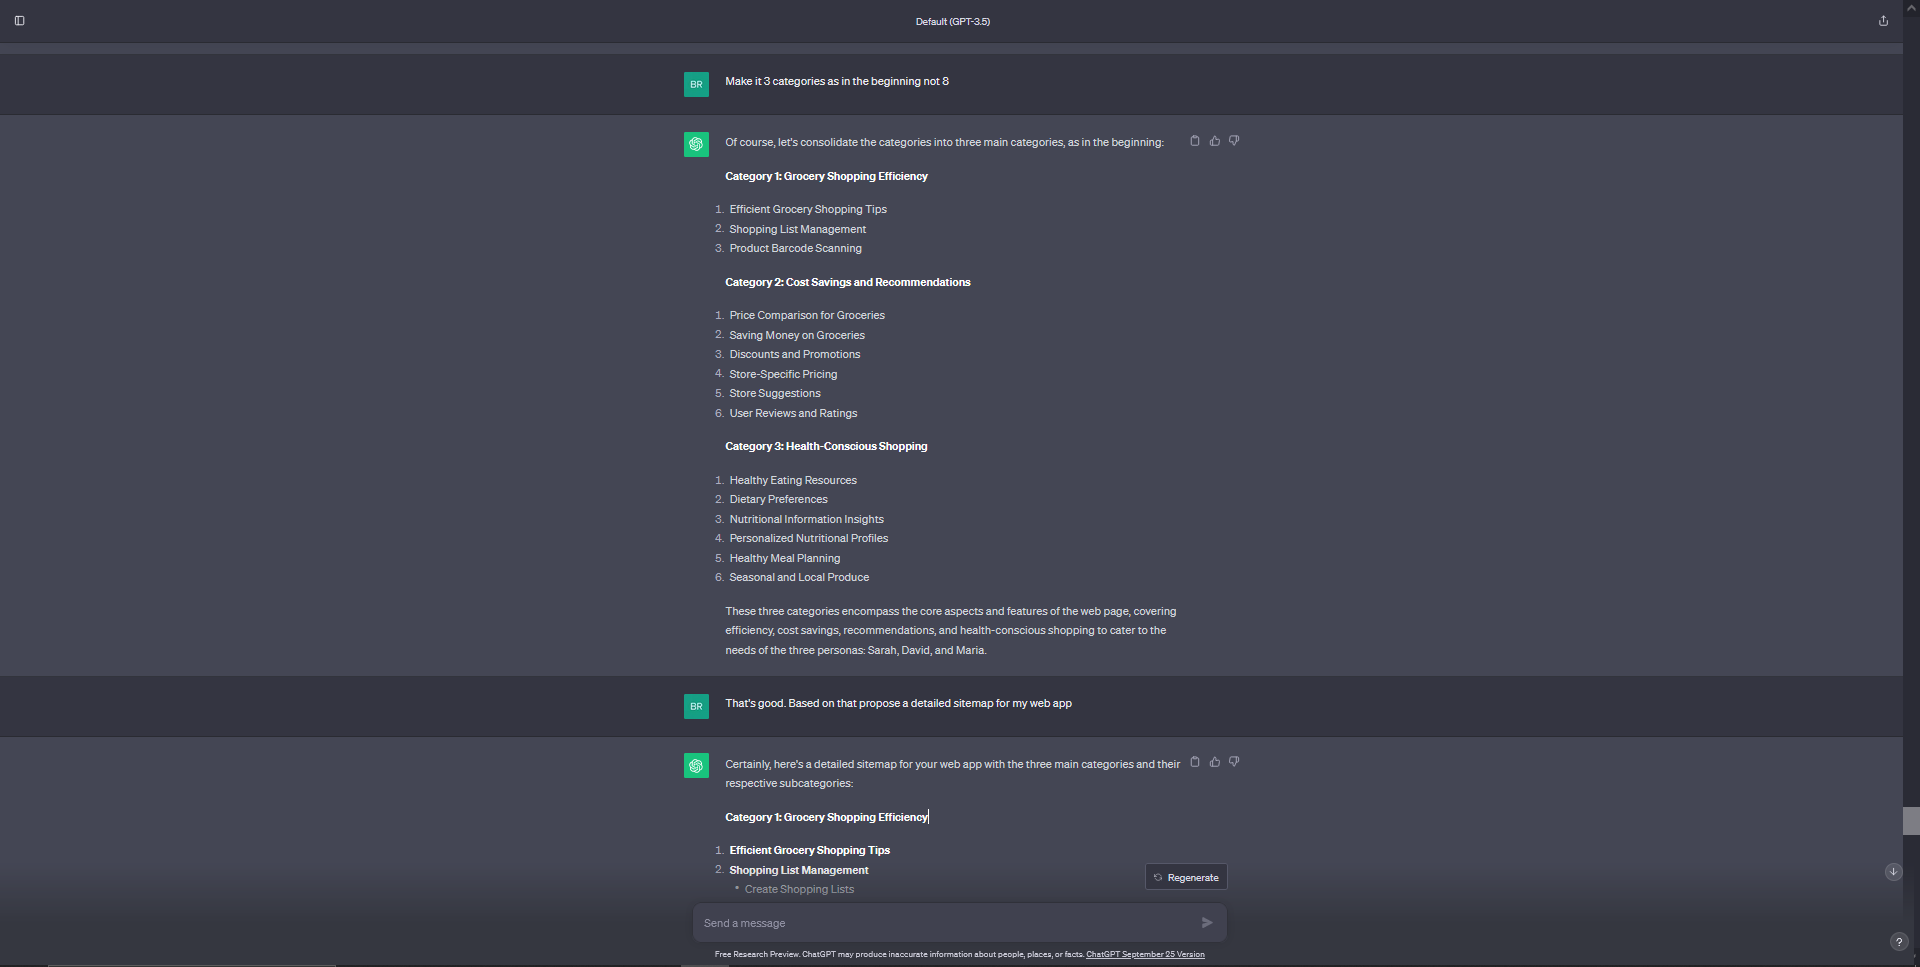 Default (GPT-3.5)
BR
Make it 3 categories as in the beginning not 8
Of course, let's consolidate the categories into three main categories, as in the beginning:
Category 1: Grocery Shopping Efficiency
1. Efficient Grocery Shopping Tips
2. Shopping List Management
3. Product Barcode Scanning
Category 2: Cost Savings and Recommendations
1. Price Comparison for Groceries
2. Saving Money on Groceries
3. Discounts and Promotions
4. Store-Specific Pricing
5. Store Suggestions
6. User Reviews and Ratings
Category 3: Health-Conscious Shopping
1. Healthy Eating Resources
2. Dietary Preferences
3. Nutritional Information Insights
4. Personalized Nutritional Profiles
5. Healthy Meal Planning
6. Seasonal and Local Produce
These three categories encompass the core aspects and features of the web page, covering
efficiency, cost savings, recommendations, and health-conscious shopping to cater to the
needs of the three personas: Sarah, David, and Maria.
BR
That's good. Based on that propose a detailed sitemap for my web app
Certainly, here's a detailed sitemap for your web app with the three main categories and their
respective subcategories:
Category 1: Grocery Shopping Efficiency
1. Efficient Grocery Shopping Tips
2. Shopping List Management
• Create Shopping Lists
Regenerate
Send a message
?
Free Research Preview. ChatGPT may produce inaccurate information about people, places, or facts. ChatGPT September 25 Version